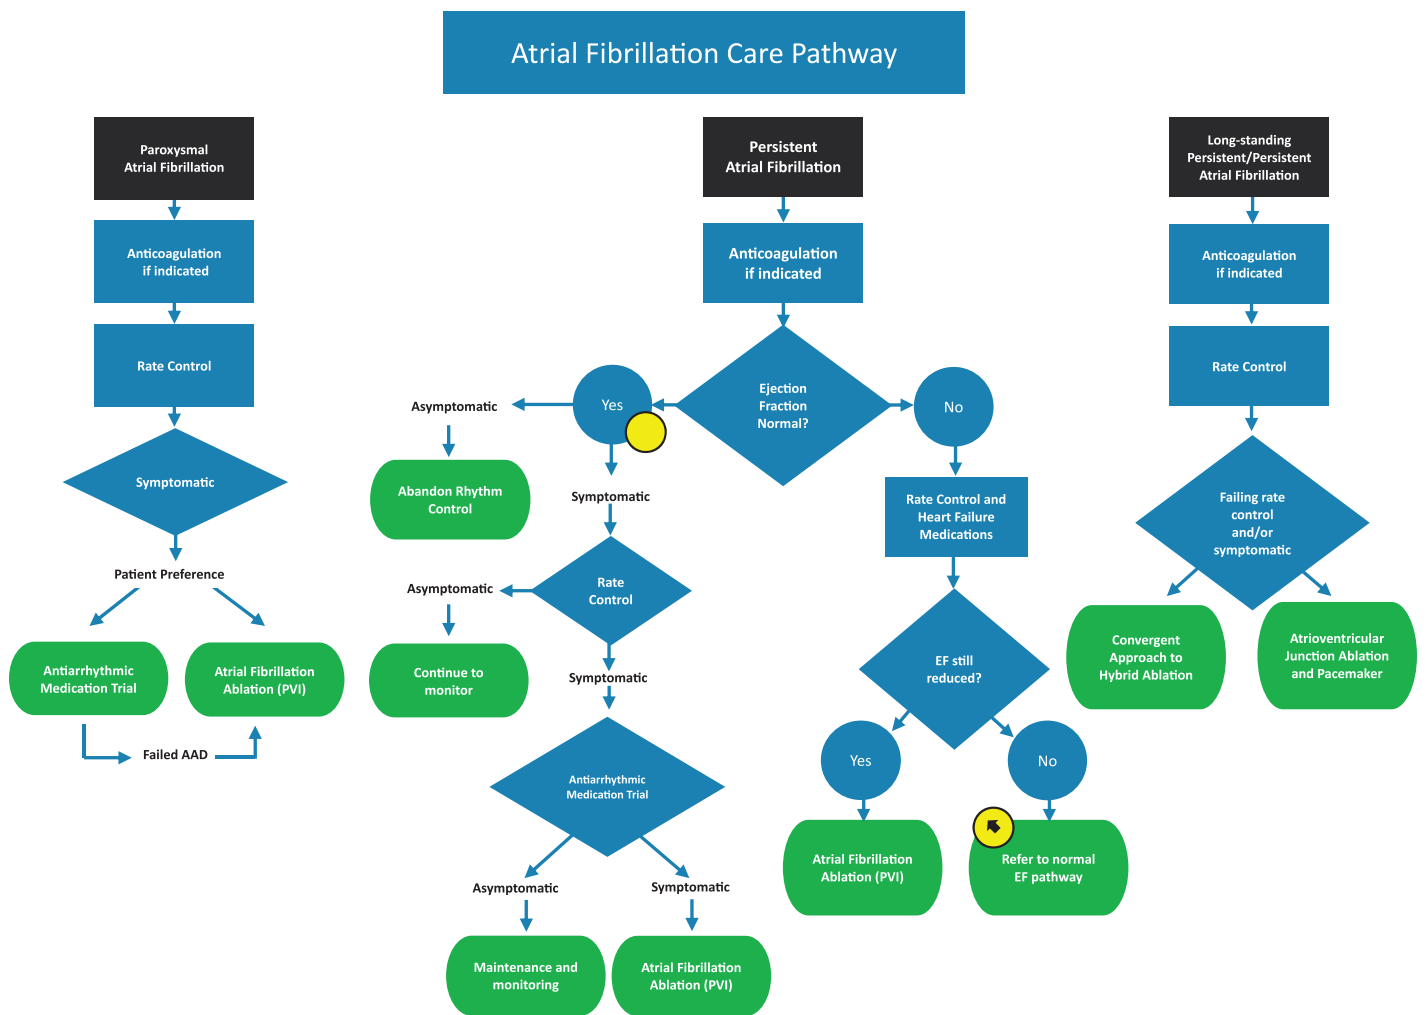 Atrial Fibrillation Care Pathway
Paroxysmal
Atrial Fibrillation
Anticoagulation
if indicated
Rate Control
Symptomatic
Patient Preference
Antiarrhythmic
Medication Trial
Atrial Fibrillation
Ablation (PVI)
Failed AAD
Persistent
Atrial Fibrillation
Anticoagulation
if indicated
Ejection
Fraction
Normal?
Yes
Asymptomatic
Abandon Rhythm
Control
Symptomatic
Rate
Control
Asymptomatic
Continue to
monitor
Symptomatic
Antiarrhythmic
Medication Trial
Asymptomatic
Maintenance and
monitoring
Symptomatic
Atrial Fibrillation
Ablation (PVI)
No
Rate Control and
Heart Failure
Medications
EF still
reduced?
Yes
Atrial Fibrillation
Ablation (PVI)
No
Refer to normal
EF pathway
Long-standing
Persistent/Persistent
Atrial Fibrillation
Anticoagulation
if indicated
Rate Control
Failing rate
control
and/or
symptomatic
Convergent
Approach to
Hybrid Ablation
Atrioventricular
Junction Ablation
and Pacemaker